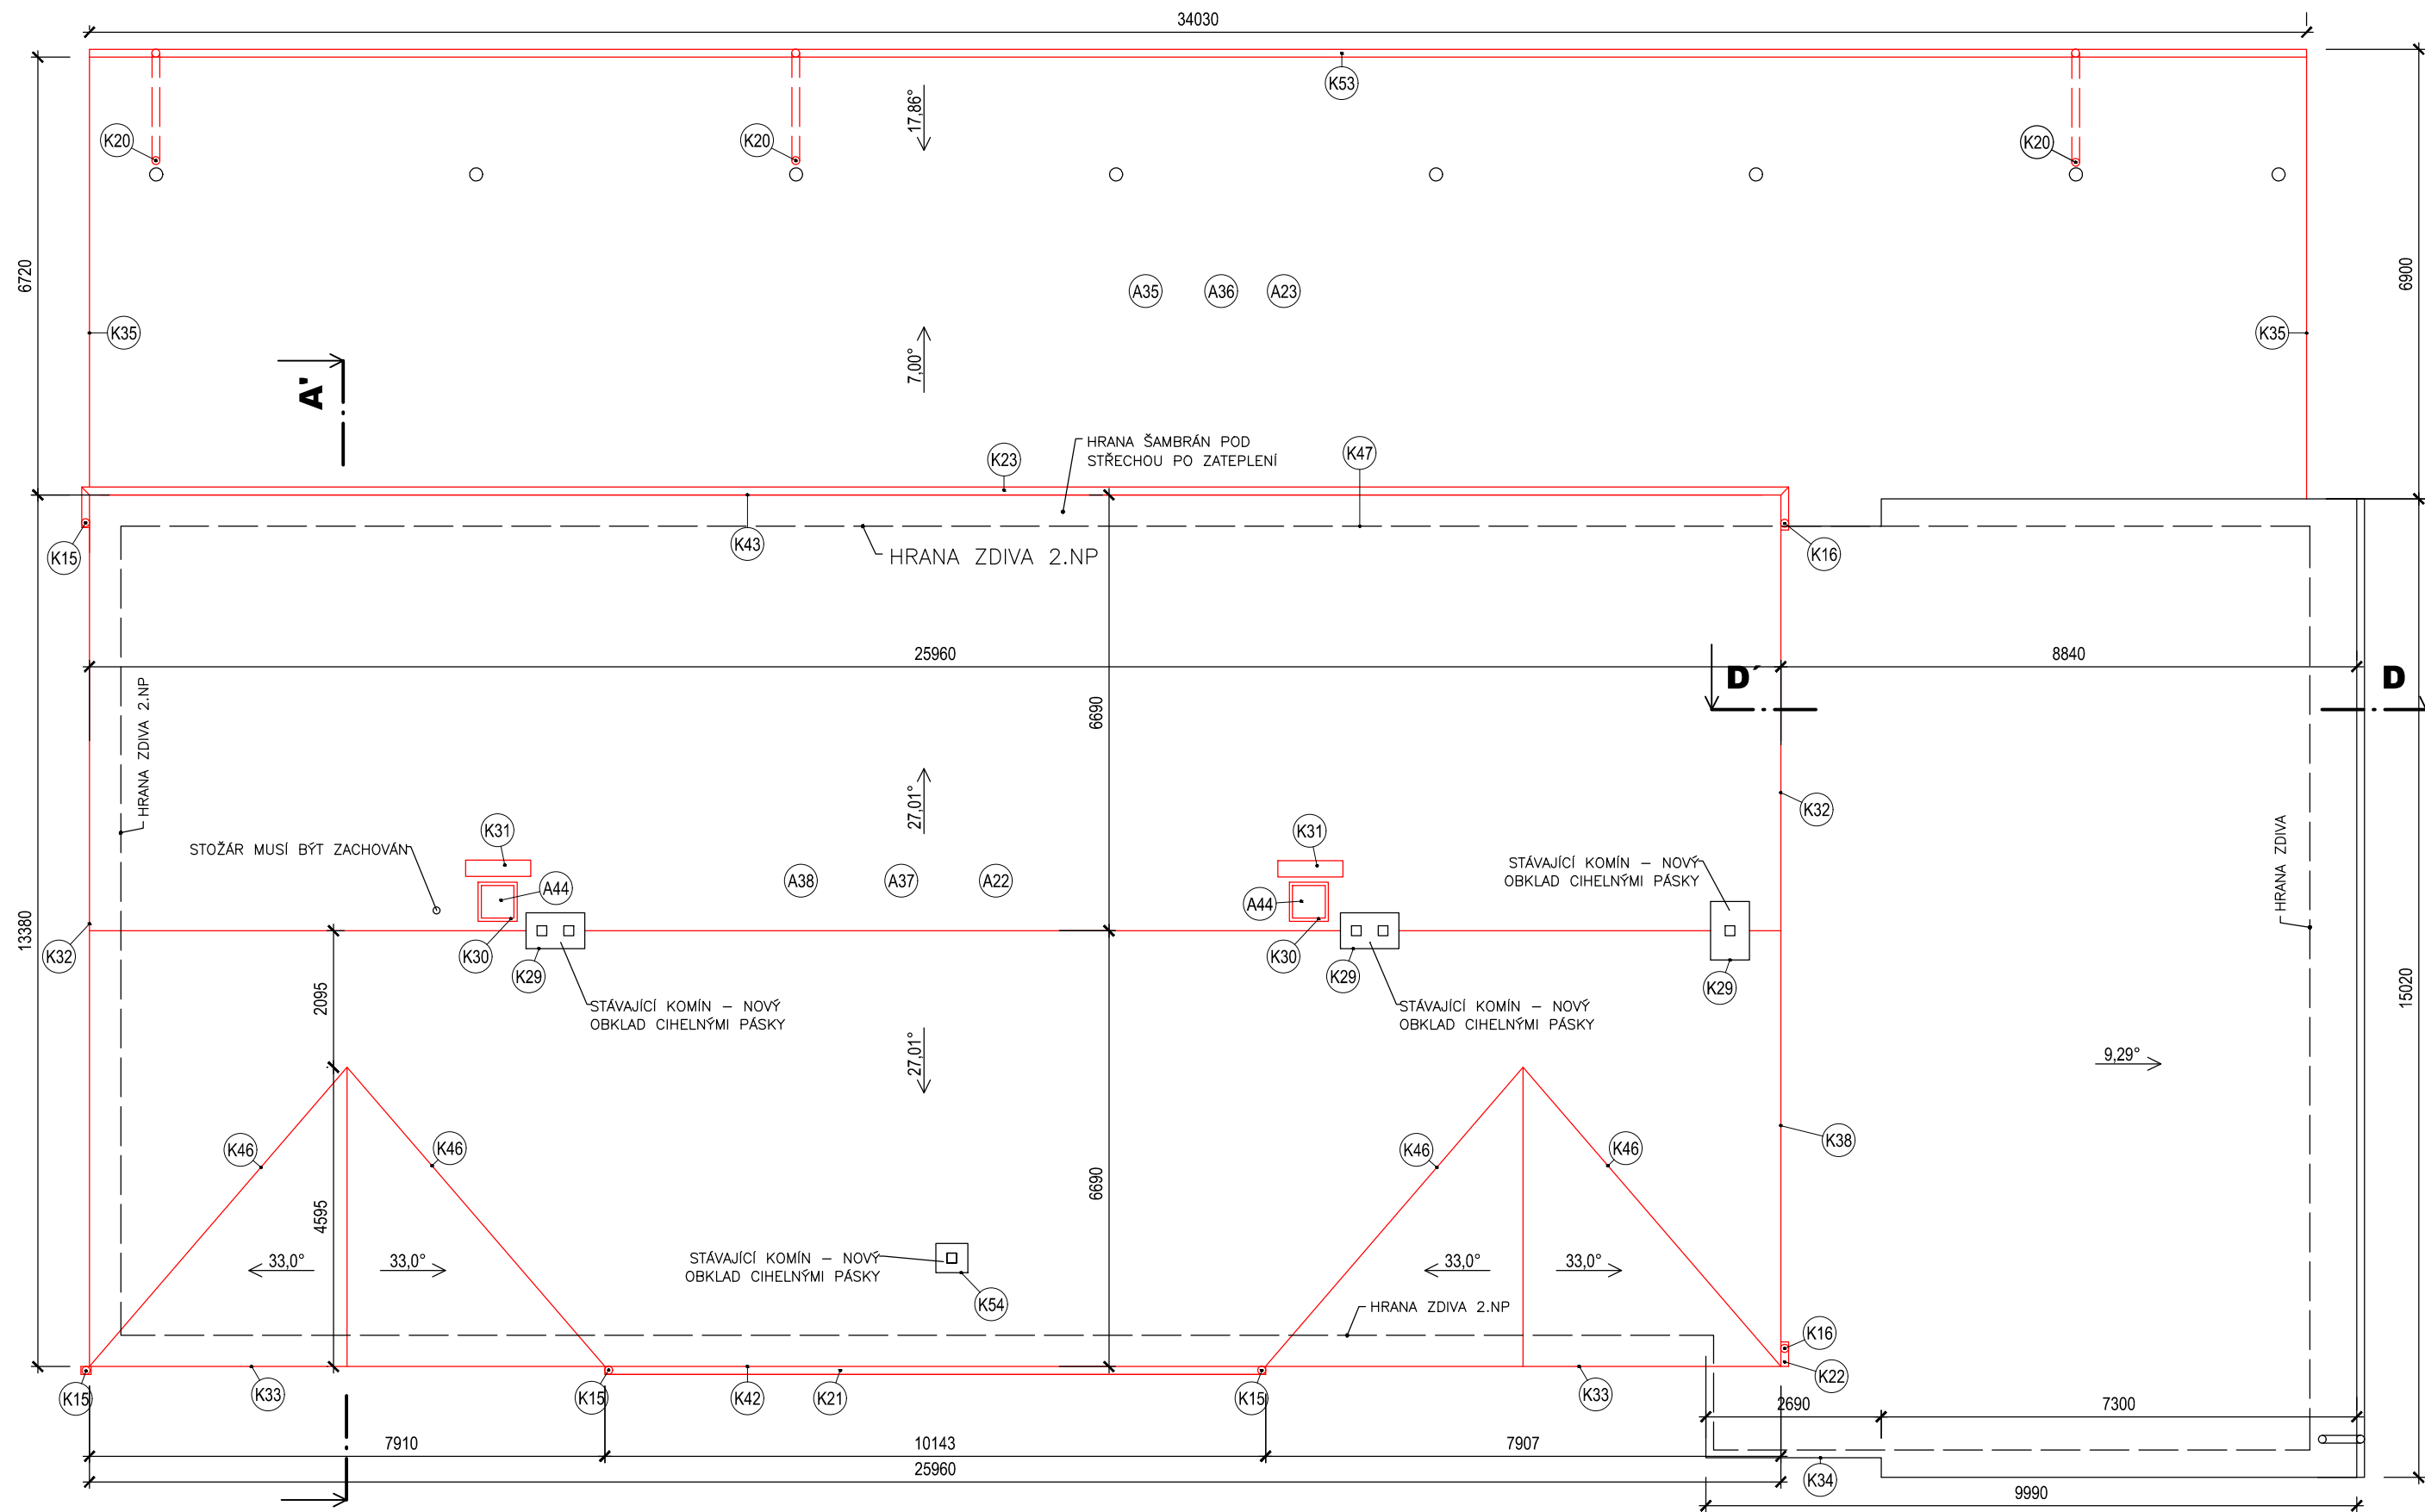 34030
K53
17,86°
K20
K20
K20
6720
6900
A35
A36
A23
K35
K35
7,00°
A'
HRANA ŠAMBRÁN POD
STŘECHOU PO ZATEPLENÍ
K23
K47
K15
K43
HRANA ZDIVA 2.NP
K16
25960
8840
D´
D
HRANA ZDIVA 2.NP
6690
27,01°
K32
STOŽÁR MUSÍ BÝT ZACHOVÁN
K31
K31
A44
A38
A37
A22
A44
STÁVAJÍCÍ KOMÍN – NOVÝ
OBKLAD CIHELNÝMI PÁSKY
HRANA ZDIVA
13380
K32
K30
K29
K30
K29
K29
2095
STÁVAJÍCÍ KOMÍN – NOVÝ
OBKLAD CIHELNÝMI PÁSKY
STÁVAJÍCÍ KOMÍN – NOVÝ
OBKLAD CIHELNÝMI PÁSKY
15020
27,01°
9,29°
K46
K46
K46
K46
K38
4595
6690
33,0°
33,0°
STÁVAJÍCÍ KOMÍN – NOVÝ
OBKLAD CIHELNÝMI PÁSKY
K54
33,0°
33,0°
HRANA ZDIVA 2.NP
K16
K22
K15
K33
K15
K42
K21
K15
K33
2690
7300
7910
10143
7907
25960
K34
9990